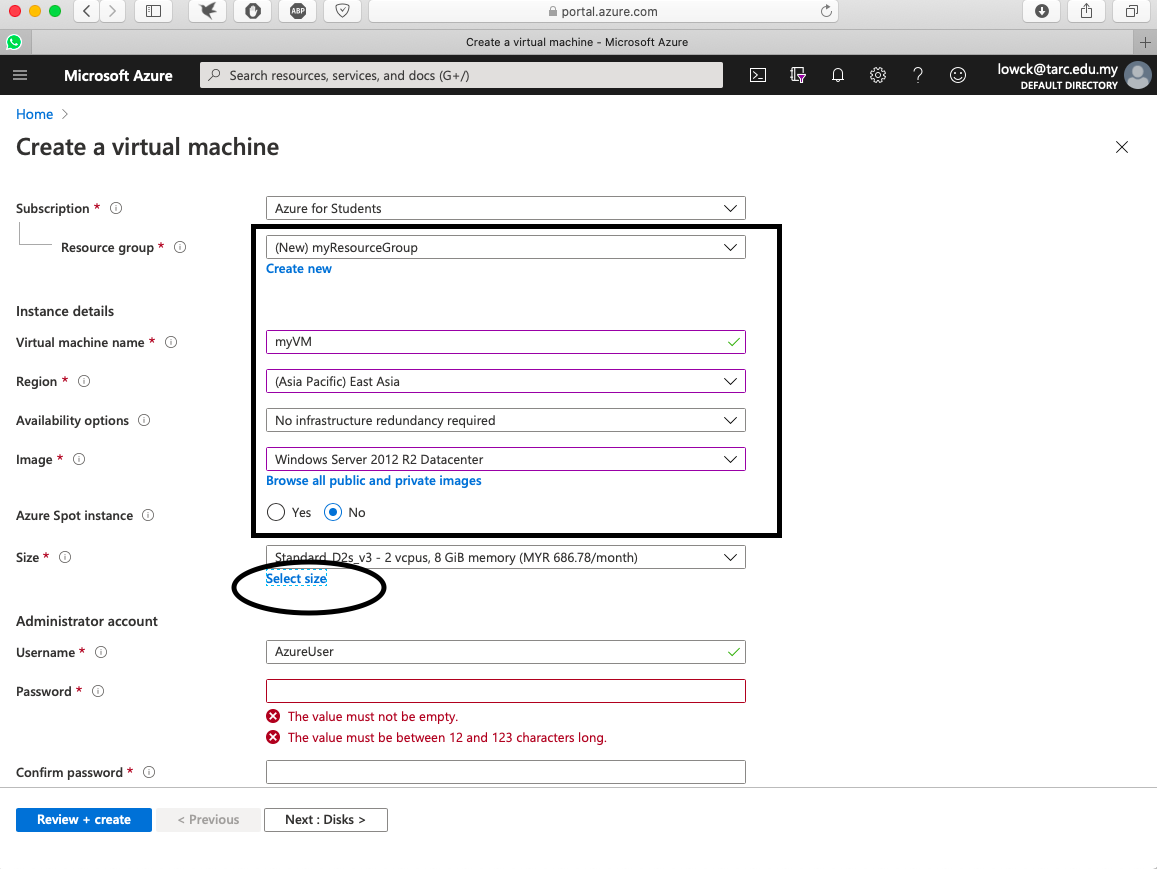 ABP
portal.azure.com
Create a virtual machine - Microsoft Azure
Microsoft Azure
Search resources, services, and docs (G+/)
lowck@tarc.edu.my
DEFAULT DIRECTORY
Home >
Create a virtual machine
Subscription * Azure for Students
Resource group * (New) myResourceGroup
Create new
Instance details
Virtual machine name * myVM
Region * (Asia Pacific) East Asia
Availability options No infrastructure redundancy required
Image * Windows Server 2012 R2 Datacenter
Browse all public and private images
Azure Spot instance Yes No
Size * Standard_D2s_v3 - 2 vcpus, 8 GiB memory (MYR 686.78/month)
Select size
Administrator account
Username * AzureUser
Password *
The value must not be empty.
The value must be between 12 and 123 characters long.
Confirm password *
Review + create < Previous Next : Disks >